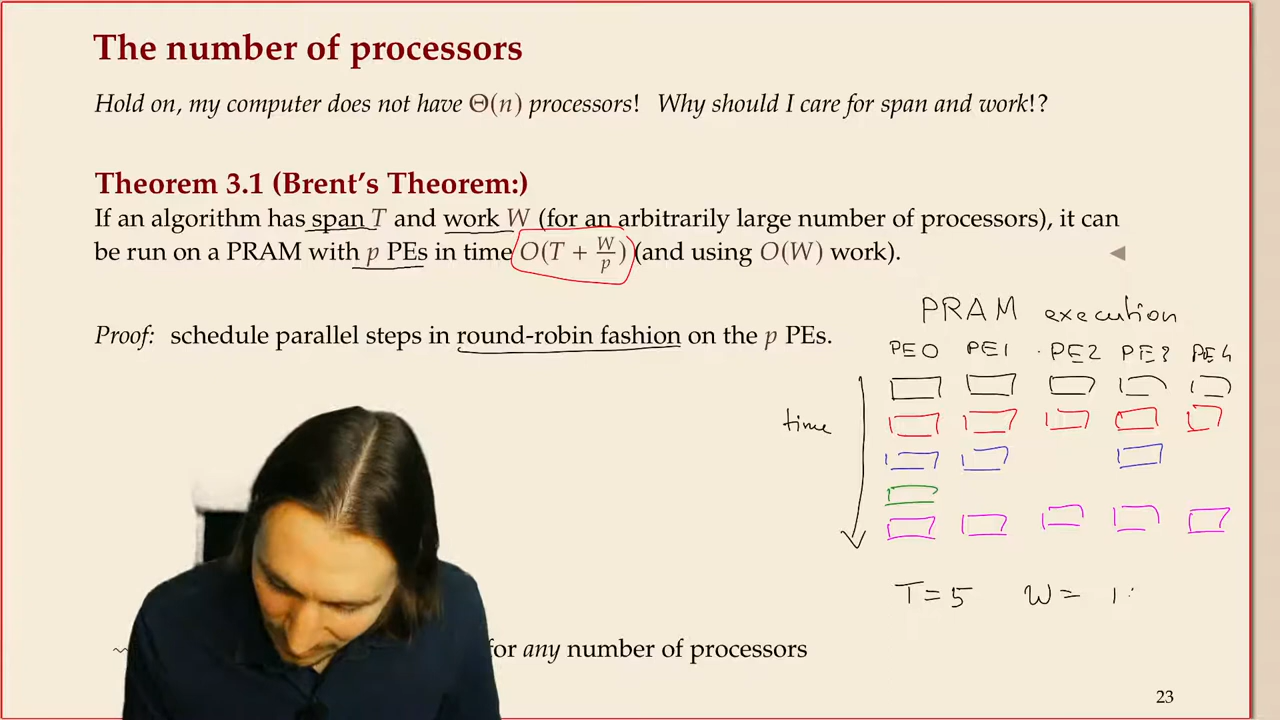 The number of processors
Hold on, my computer does not have Θ(n) processors! Why should I care for span and work!?
Theorem 3.1 (Brent's Theorem:)
If an algorithm has span T and work W (for an arbitrarily large number of processors), it can
be run on a PRAM with p PEs in time O(T + W/p) (and using O(W) work). ◀
Proof: schedule parallel steps in round-robin fashion on the p PEs.
PRAM execution
PE0 PE1 PE2 PE3 PE4
time
T = 5 W = 1
for any number of processors
23